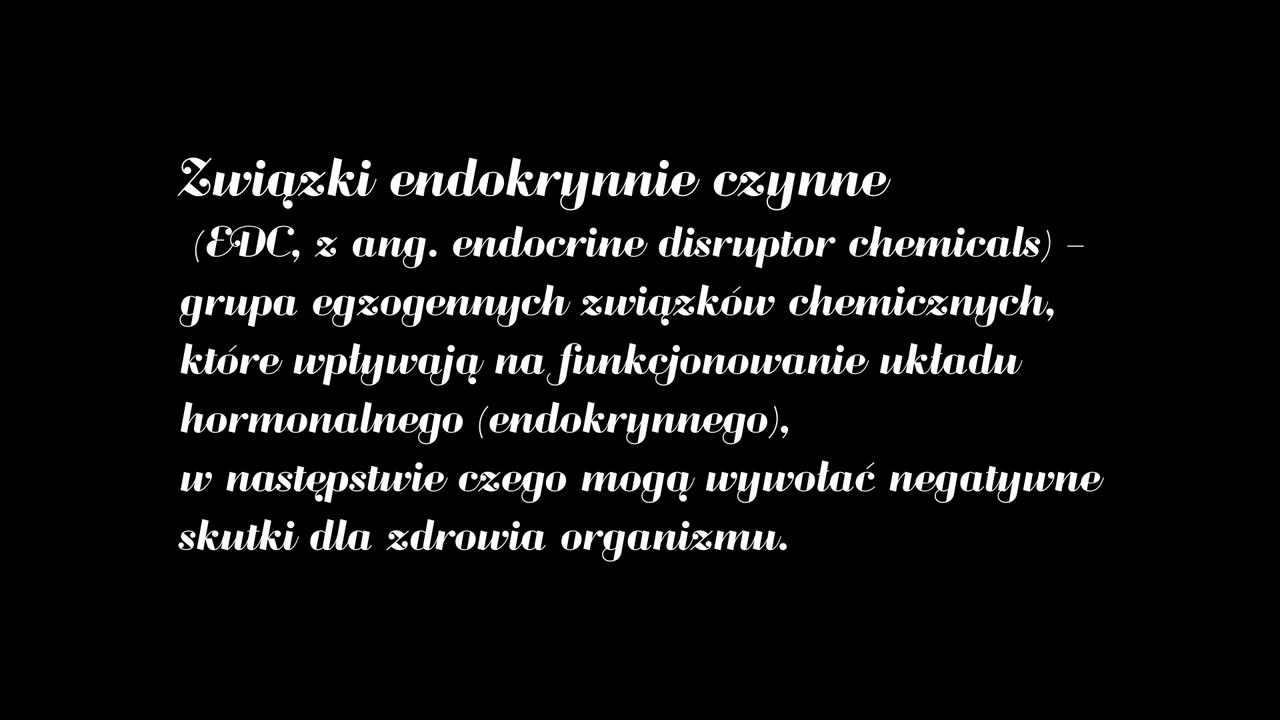 Związki endokrynnie czynne
(EDC, z ang. endocrine disruptor chemicals) –
grupa egzogennych związków chemicznych,
które wpływają na funkcjonowanie układu
hormonalnego (endokrynnego),
w następstwie czego mogą wywołać negatywne
skutki dla zdrowia organizmu.